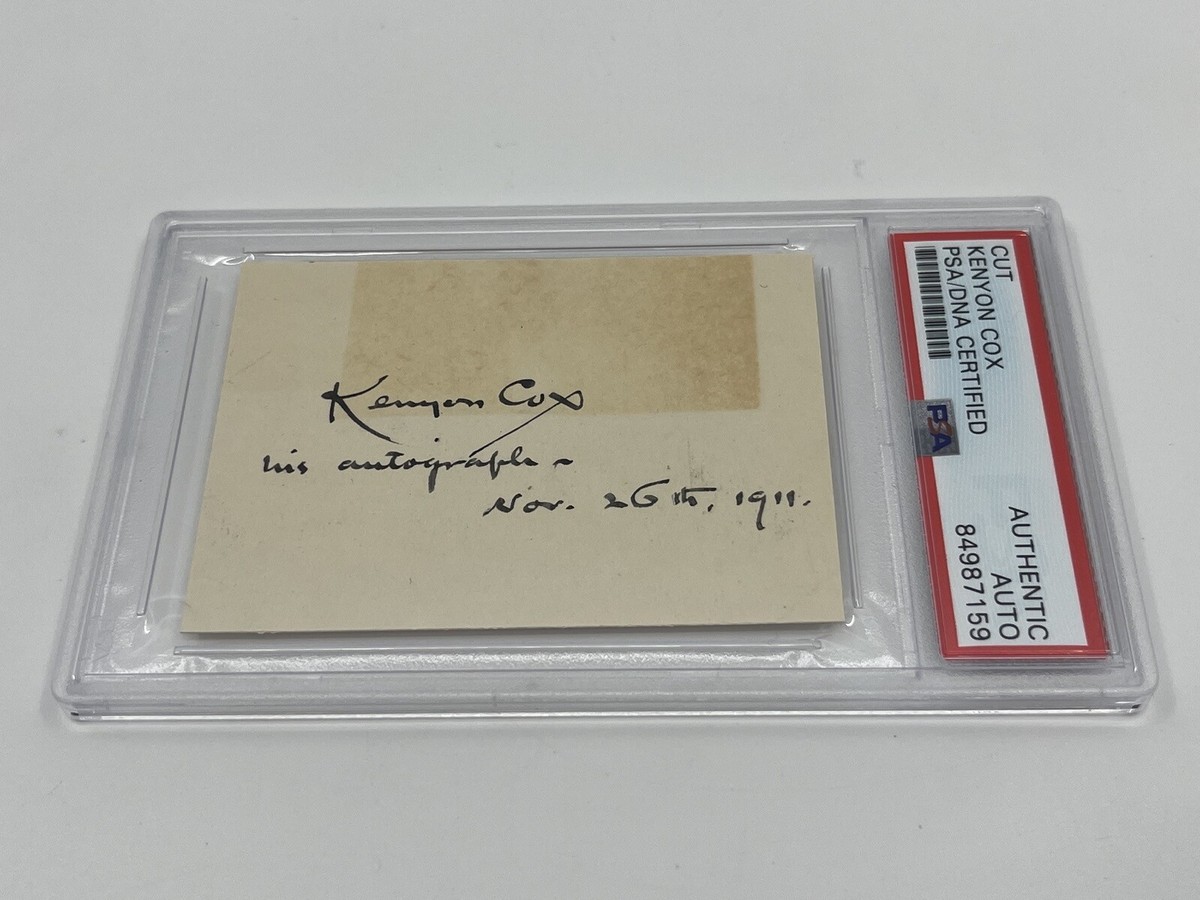 Kenyon Cox
his autograph -
Nov. 26th, 1911.
CUT
KENYON COX
PSA/DNA CERTIFIED
PSA
AUTHENTIC
AUTO
84987159